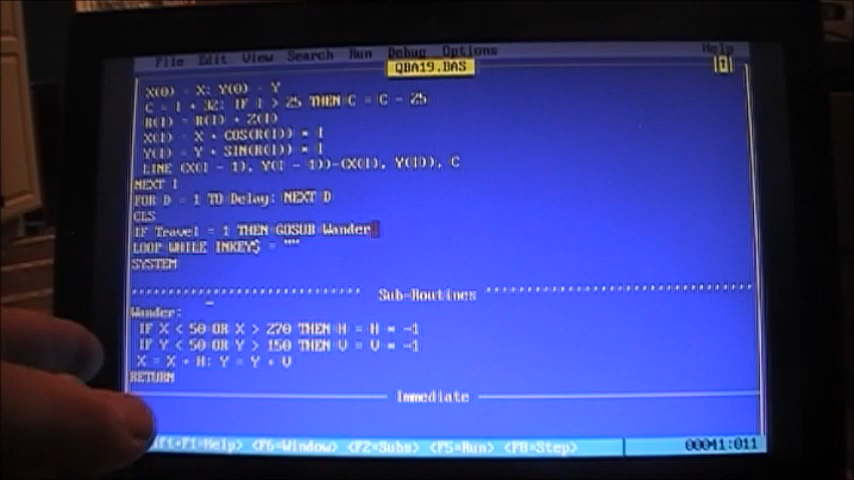 File Edit View Search Run Debug Options Help
QBA19.BAS
X(0) = X: Y(0) = Y
C = I + 32: IF I > 25 THEN C = C - 25
R(I) = R(I) + Z(I)
X(I) = X + COS(R(I)) * I
Y(I) = Y + SIN(R(I)) * I
LINE (X(I - 1), Y(I - 1))-(X(I), Y(I)), C
NEXT I
FOR D = 1 TO Delay: NEXT D
CLS
IF Travel = 1 THEN GOSUB Wander
LOOP WHILE INKEY$ = ""
SYSTEM
Sub-Routines
Wander:
IF X < 50 OR X > 270 THEN H = H * -1
IF Y < 50 OR Y > 150 THEN V = V * -1
X = X + H: Y = Y + V
RETURN
Immediate
ft+F1=Help> <F6=Window> <F2=Subs> <F5=Run> <F8=Step> 00041:011